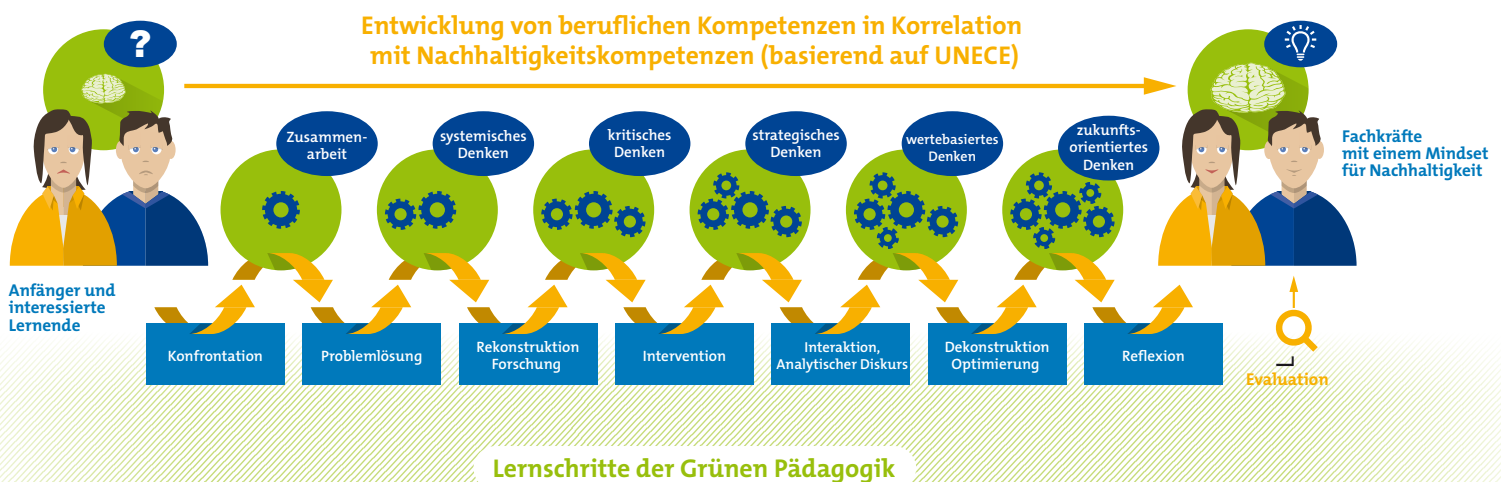 Entwicklung von beruflichen Kompetenzen in Korrelation
mit Nachhaltigkeitskompetenzen (basierend auf UNECE)
?
Zusammen-
arbeit
systemisches
Denken
kritisches
Denken
strategisches
Denken
wertebasiertes
Denken
zukunfts-
orientiertes
Denken
Fachkräfte
mit einem Mindset
für Nachhaltigkeit
Anfänger und
interessierte
Lernende
Konfrontation
Problemlösung
Rekonstruktion
Forschung
Intervention
Interaktion,
Analytischer Diskurs
Dekonstruktion
Optimierung
Reflexion
Evaluation
Lernschritte der Grünen Pädagogik